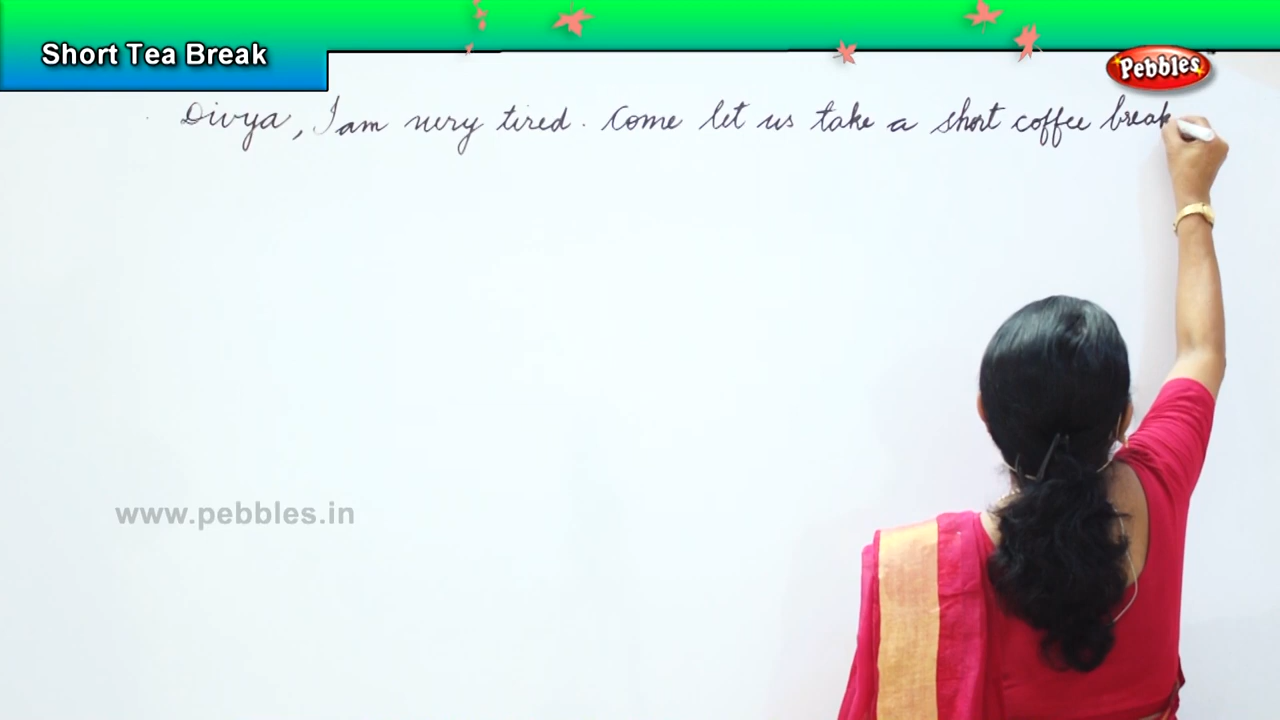 Short Tea Break
Pebbles
Divya, I am very tired. Come let us take a short coffee break
www.pebbles.in